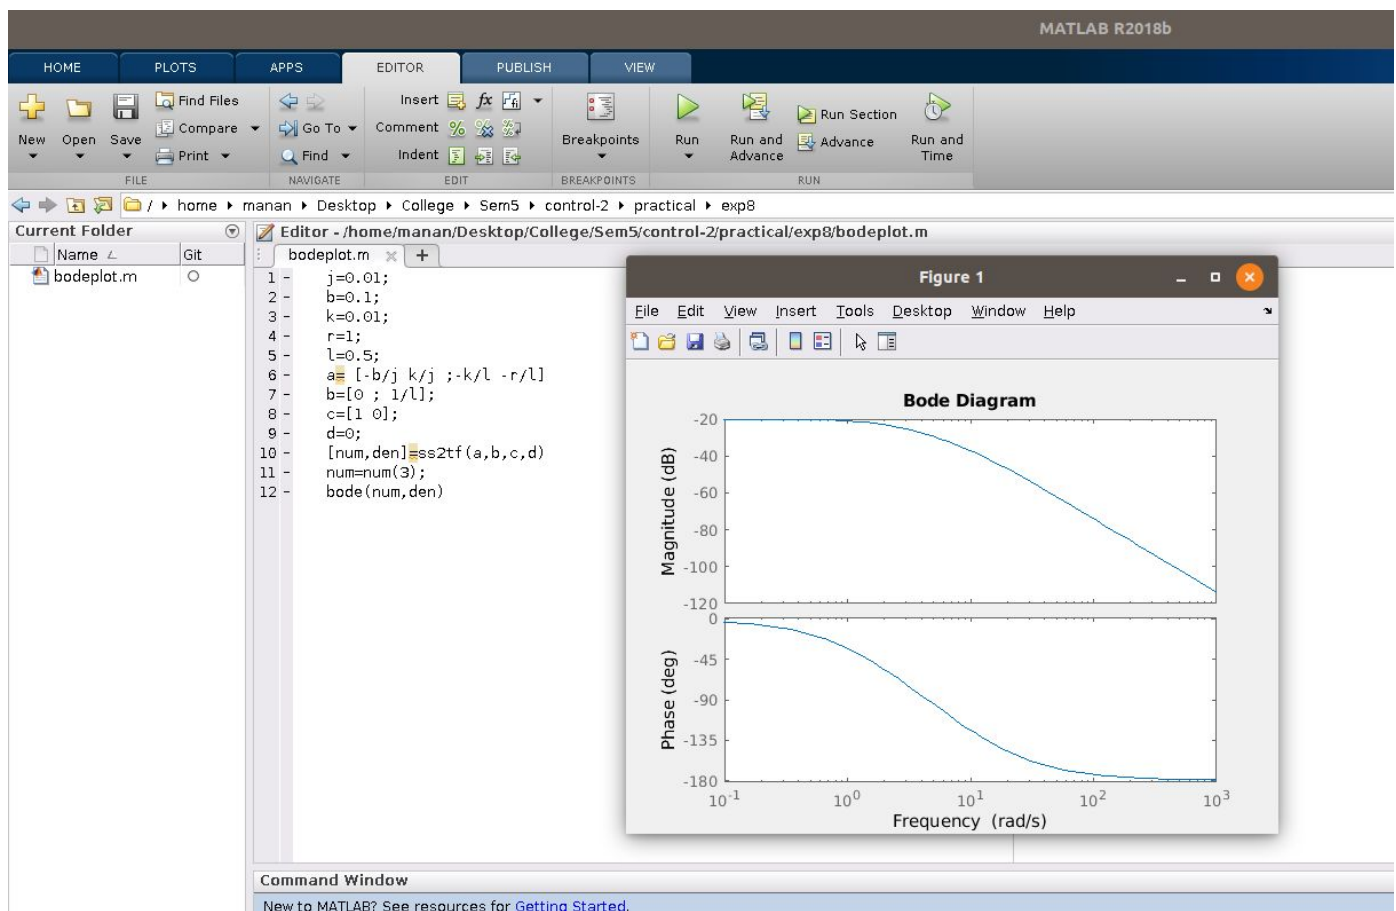 MATLAB R2018b
HOME PLOTS APPS EDITOR PUBLISH VIEW
Find Files Insert fx Run Section
New Open Save Compare Go To Comment Breakpoints Run Run and Advance Advance Run and Time
Print Find Indent
FILE NAVIGATE EDIT BREAKPOINTS RUN
/ home manan Desktop College Sem5 control-2 practical exp8
Current Folder
Name Git
bodeplot.m
Editor - /home/manan/Desktop/College/Sem5/control-2/practical/exp8/bodeplot.m
bodeplot.m × +
1 - j=0.01;
2 - b=0.1;
3 - k=0.01;
4 - r=1;
5 - l=0.5;
6 - a= [-b/j k/j ;-k/l -r/l]
7 - b=[0 ; 1/l];
8 - c=[1 0];
9 - d=0;
10 - [num,den]=ss2tf(a,b,c,d)
11 - num=num(3);
12 - bode(num,den)
Figure 1
File Edit View Insert Tools Desktop Window Help
Bode Diagram
Magnitude (dB)
-20
-40
-60
-80
-100
-120
Phase (deg)
0
-45
-90
-135
-180
10-1 100 101 102 103
Frequency (rad/s)
Command Window
New to MATLAB? See resources for Getting Started.